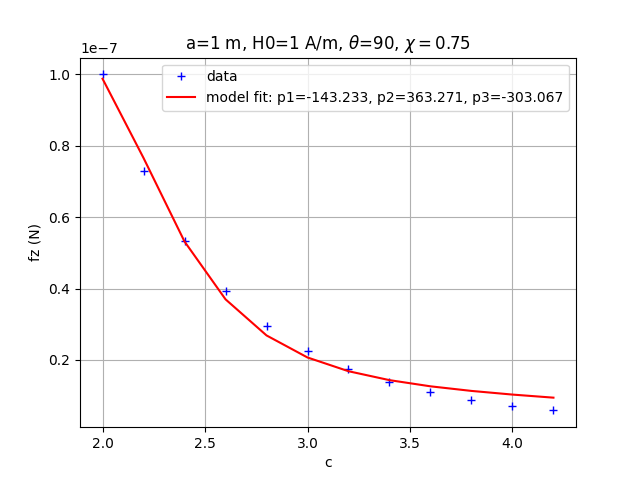 a=1 m, H0=1 A/m, θ=90, χ = 0.75
1e−7
data
model fit: p1=-143.233, p2=363.271, p3=-303.067
1.0
0.8
0.6
0.4
0.2
fz (N)
2.0 2.5 3.0 3.5 4.0
c